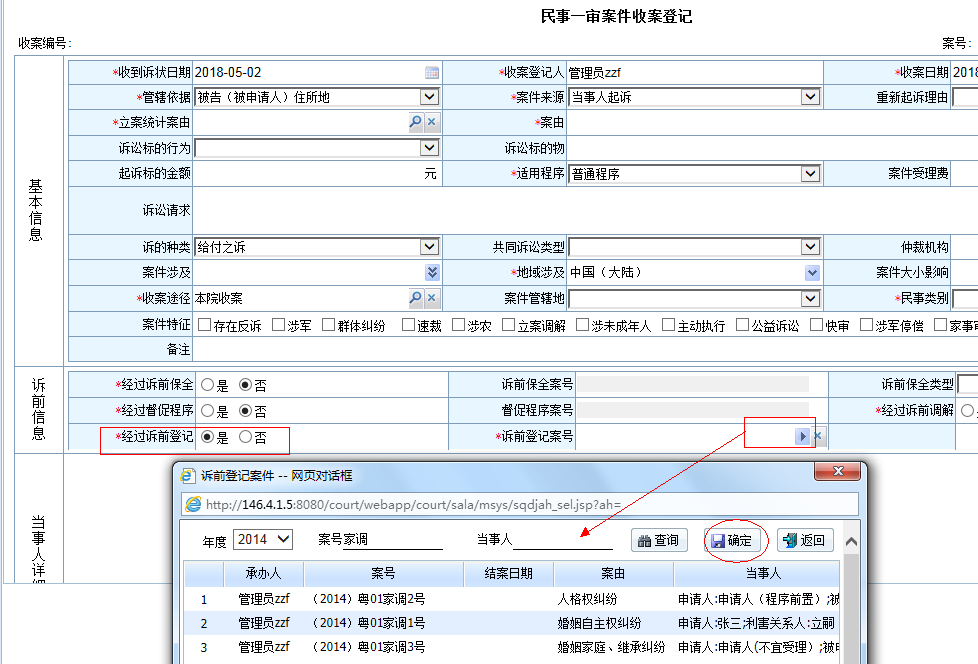 民事一审案件收案登记
收案编号: 案号:
基本信息
*收到诉状日期 2018-05-02 *收案登记人 管理员zzf *收案日期 2018
*管辖依据 被告（被申请人）住所地 *案件来源 当事人起诉 重新起诉理由
*立案统计案由 *案由
诉讼标的行为 诉讼标的物
起诉标的金额 元 *适用程序 普通程序 案件受理费
诉讼请求
诉的种类 给付之诉 共同诉讼类型 仲裁机构
案件涉及 *地域涉及 中国（大陆） 案件大小影响
*收案途径 本院收案 案件管辖地 *民事类别
案件特征 存在反诉 涉军 群体纠纷 速裁 涉农 立案调解 涉未成年人 主动执行 公益诉讼 快审 涉军停偿 家事
备注
诉前信息
*经过诉前保全 是 否 诉前保全案号 诉前保全类型
*经过督促程序 是 否 督促程序案号 *经过诉前调解
*经过诉前登记 是 否 *诉前登记案号
当事人详
诉前登记案件 -- 网页对话框
http://146.4.1.5:8080/court/webapp/court/sala/msys/sqdjah_sel.jsp?ah=
年度 2014 案号 家调 当事人 查询 确定 返回
承办人 案号 结案日期 案由 当事人
1 管理员zzf （2014）粤01家调2号 人格权纠纷 申请人:申请人（程序前置）;被
2 管理员zzf （2014）粤01家调1号 婚姻自主权纠纷 申请人:张三;利害关系人:立嗣
3 管理员zzf （2014）粤01家调3号 婚姻家庭、继承纠纷 申请人:申请人(不宜受理）;被